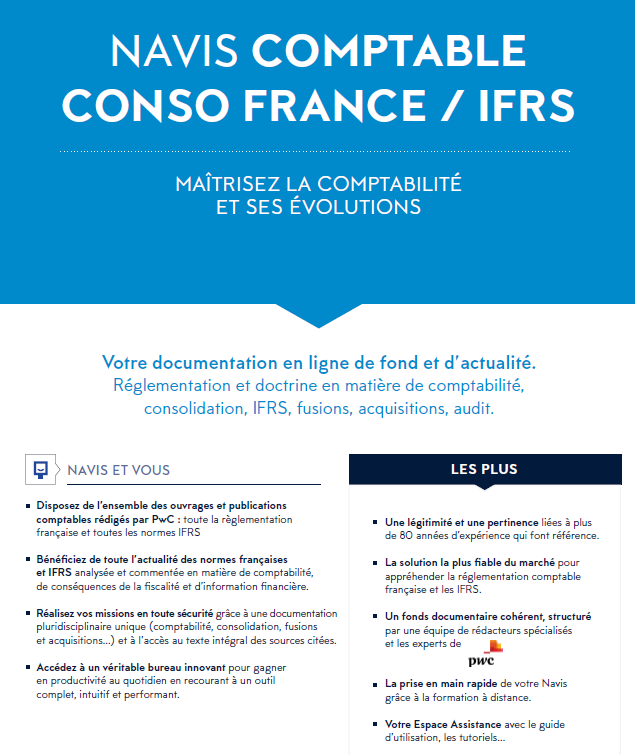 NAVIS COMPTABLE
CONSO FRANCE / IFRS
MAÎTRISEZ LA COMPTABILITÉ
ET SES ÉVOLUTIONS
Votre documentation en ligne de fond et d'actualité.
Réglementation et doctrine en matière de comptabilité,
consolidation, IFRS, fusions, acquisitions, audit.
NAVIS ET VOUS
Disposez de l'ensemble des ouvrages et publications
comptables rédigés par PwC : toute la règlementation
française et toutes les normes IFRS
Bénéficiez de toute l'actualité des normes françaises
et IFRS analysée et commentée en matière de comptabilité,
de conséquences de la fiscalité et d'information financière.
Réalisez vos missions en toute sécurité grâce à une documentation
pluridisciplinaire unique (comptabilité, consolidation, fusions
et acquisitions...) et à l'accès au texte intégral des sources citées.
Accédez à un véritable bureau innovant pour gagner
en productivité au quotidien en recourant à un outil
complet, intuitif et performant.
LES PLUS
Une légitimité et une pertinence liées à plus
de 80 années d'expérience qui font référence.
La solution la plus fiable du marché pour
appréhender la réglementation comptable
française et les IFRS.
Un fonds documentaire cohérent, structuré
par une équipe de rédacteurs spécialisés
et les experts de
pwc
La prise en main rapide de votre Navis
grâce à la formation à distance.
Votre Espace Assistance avec le guide
d'utilisation, les tutoriels...